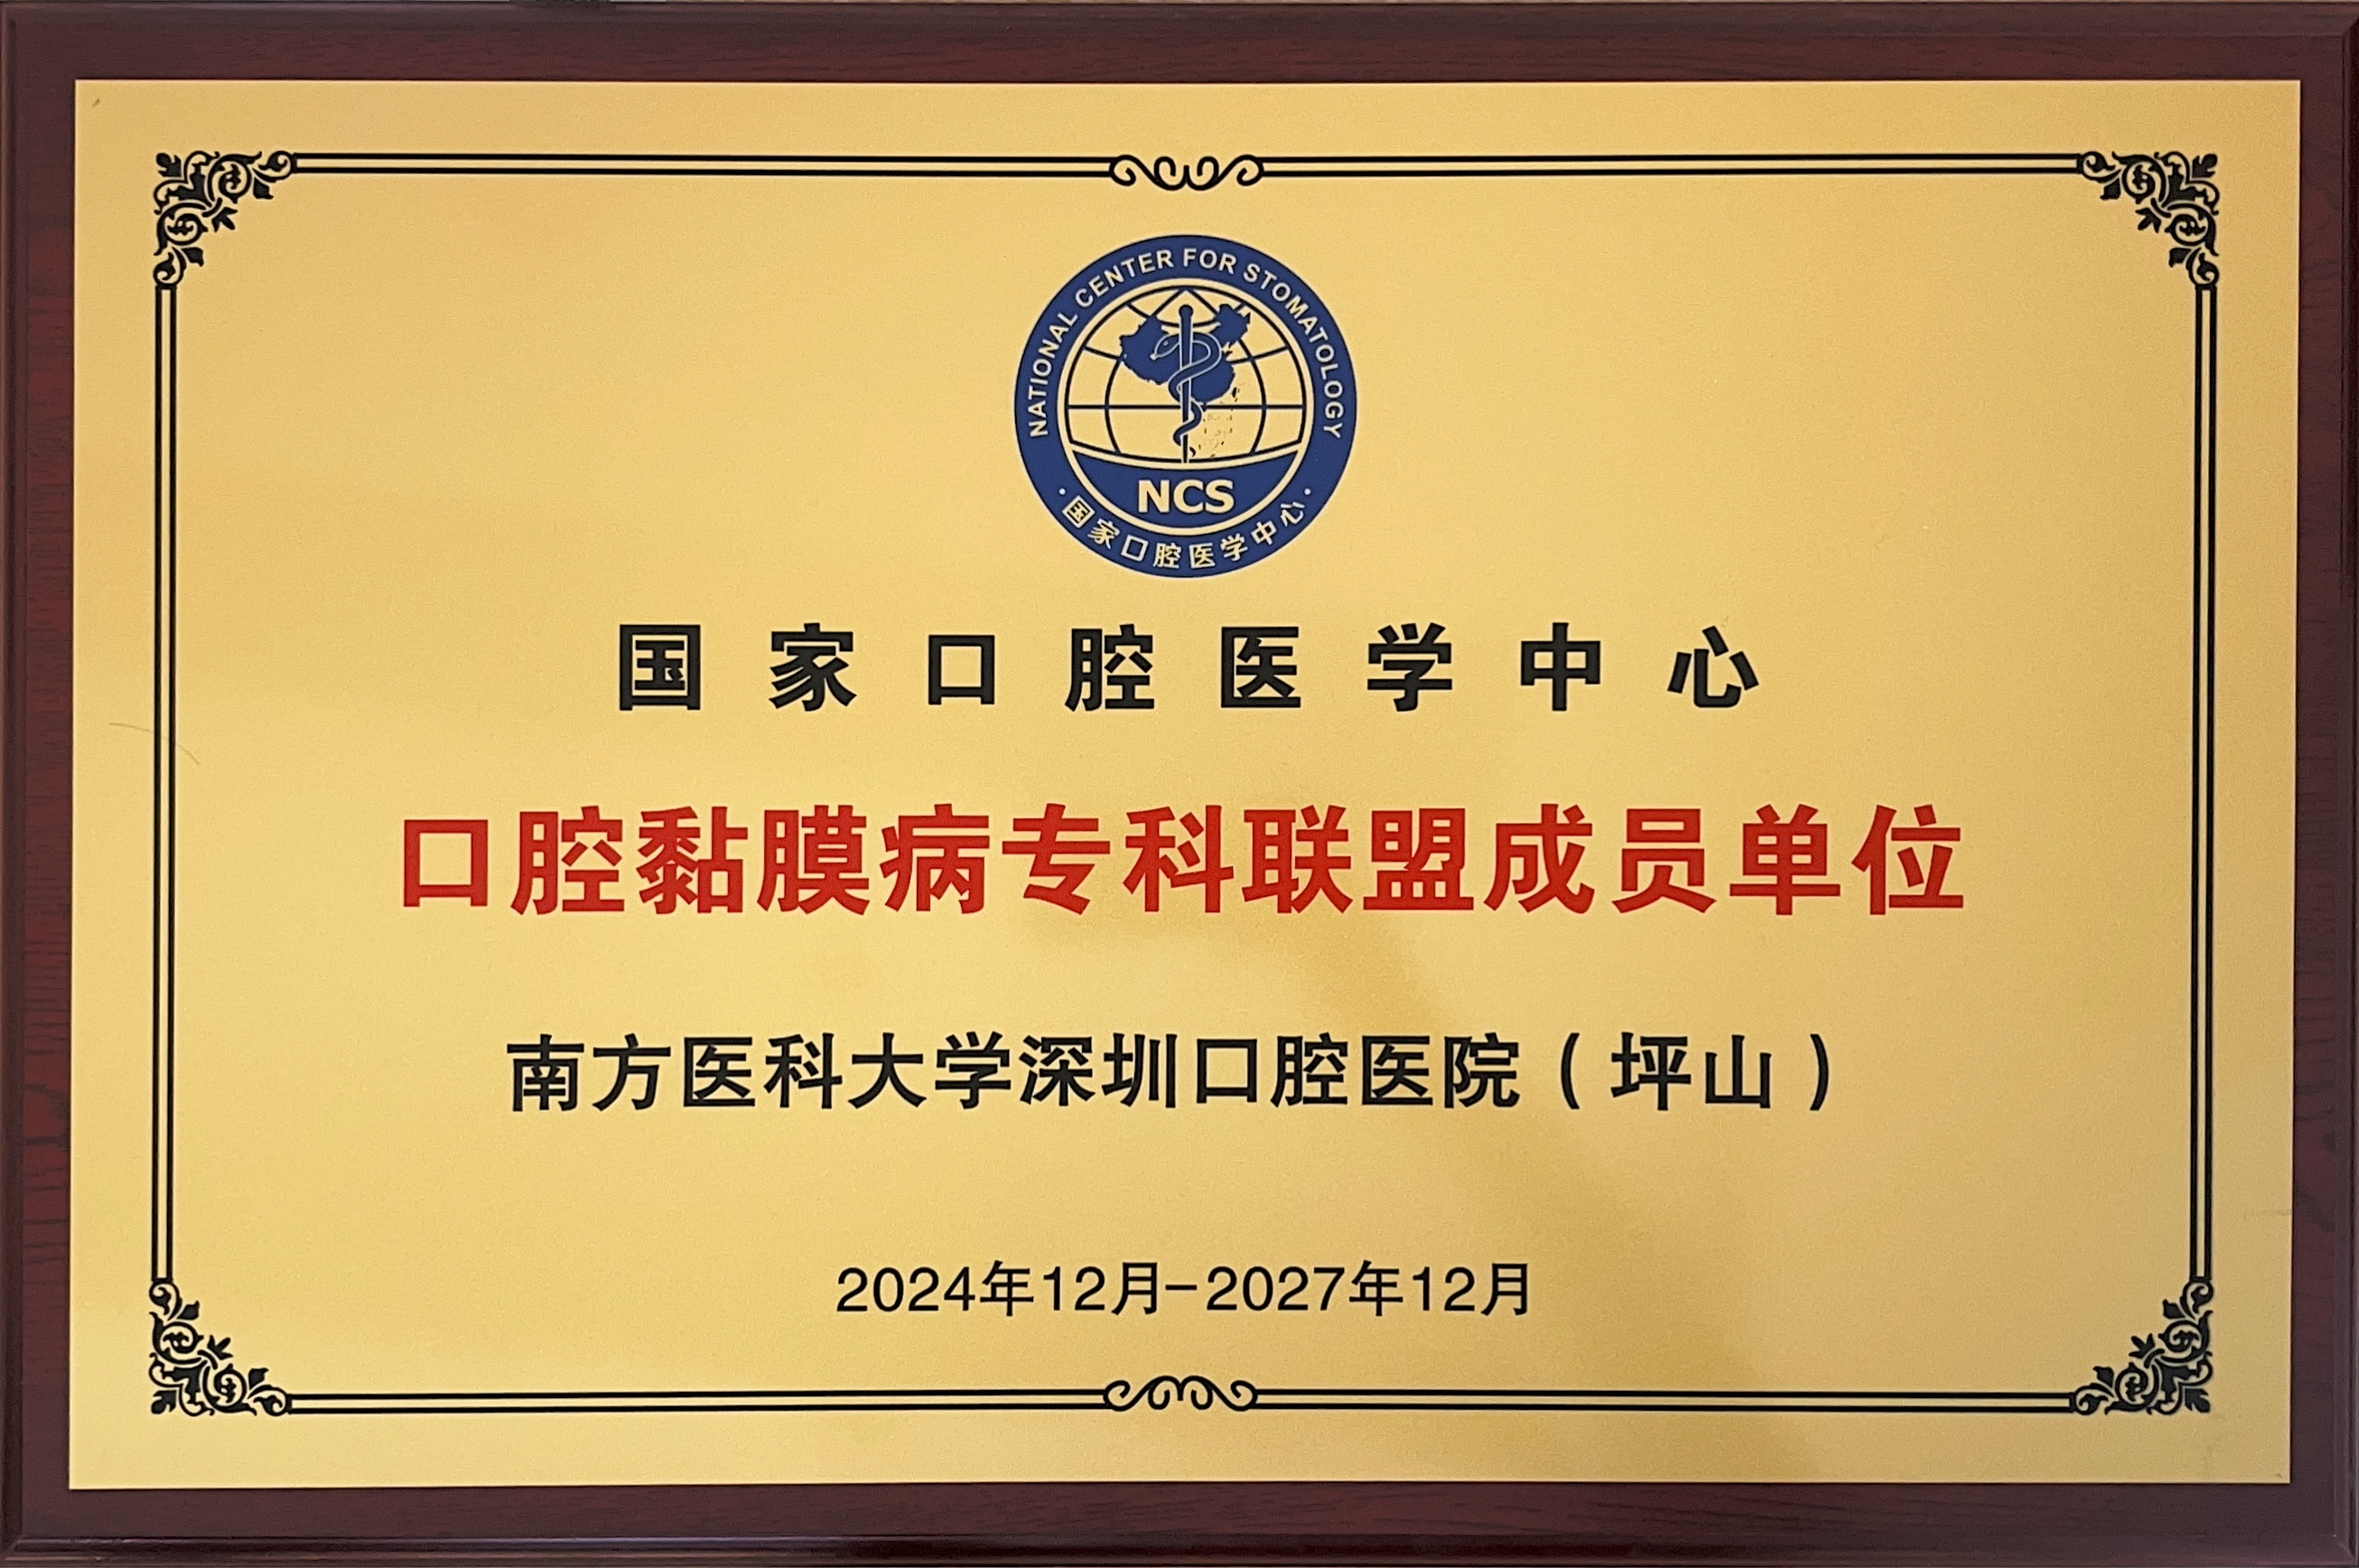 NATIONAL CENTER FOR STOMATOLOGY
NCS
·国家口腔医学中心·
国家口腔医学中心
口腔黏膜病专科联盟成员单位
南方医科大学深圳口腔医院（坪山）
2024年12月-2027年12月